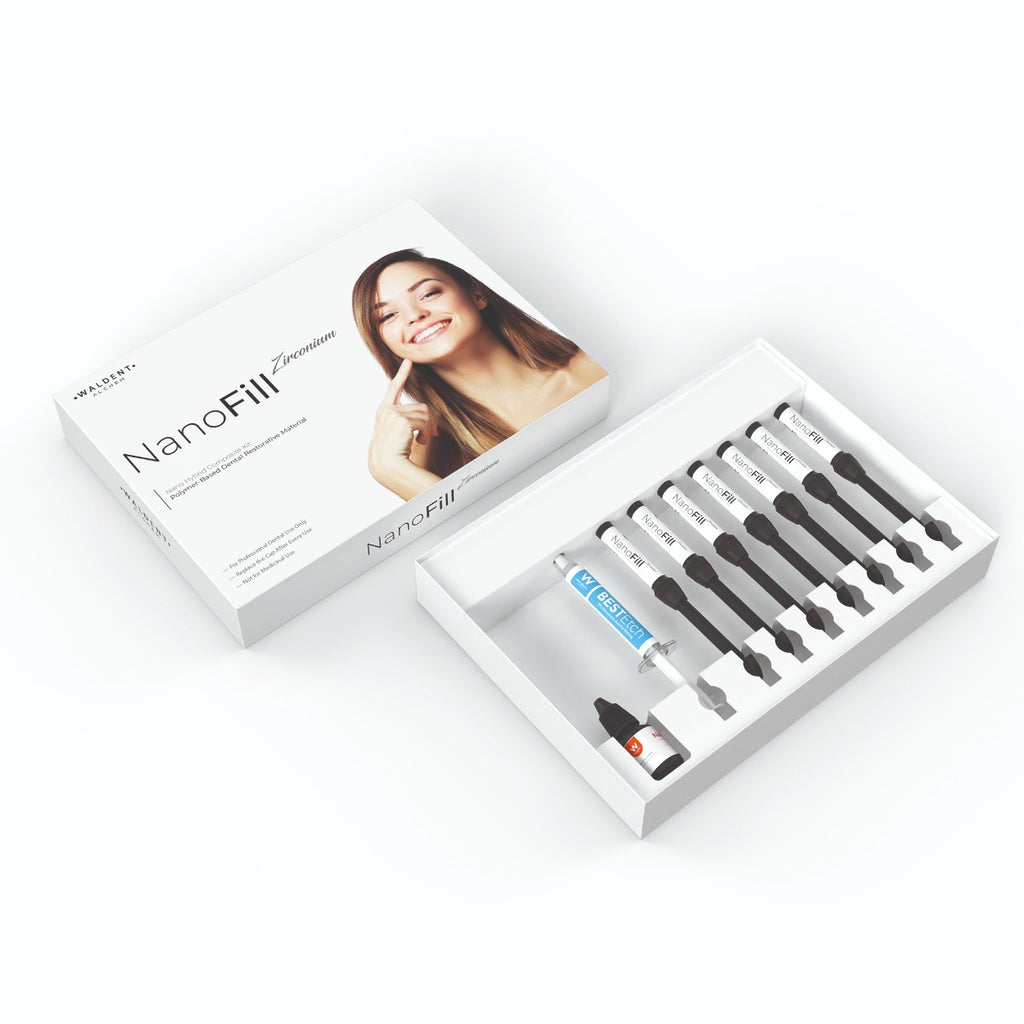 WALDENT
ALCHEM
NanoFill Zirconium
Nano Hybrid Composite Kit
Polymer-Based Dental Restorative Material
— For Professional Dental Use Only
— Replace the Cap After Every Use
— Not for Medicinal Use
WALDENT
NanoFill Zirconium
NanoFill
NanoFill
NanoFill
NanoFill
NanoFill
NanoFill
NanoFill
W
BESTEtch
W